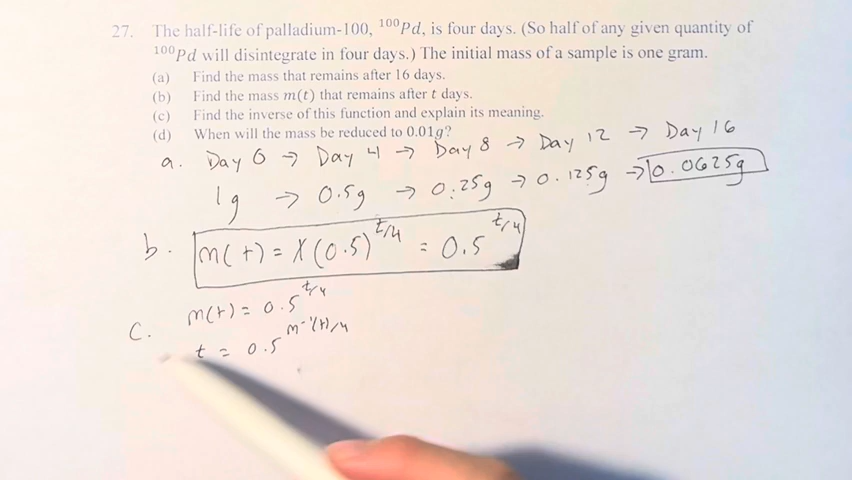 27. The half-life of palladium-100, ¹⁰⁰Pd, is four days. (So half of any given quantity of
¹⁰⁰Pd will disintegrate in four days.) The initial mass of a sample is one gram.
(a) Find the mass that remains after 16 days.
(b) Find the mass m(t) that remains after t days.
(c) Find the inverse of this function and explain its meaning.
(d) When will the mass be reduced to 0.01g?
a. Day 0 → Day 4 → Day 8 → Day 12 → Day 16
1g → 0.5g → 0.25g → 0.125g → 0.0625g
b. m(t) = 1(0.5)^(t/4) = 0.5^(t/4)
m(t) = 0.5^(t/4)
c.
t = 0.5^(m⁻¹(t)/4)